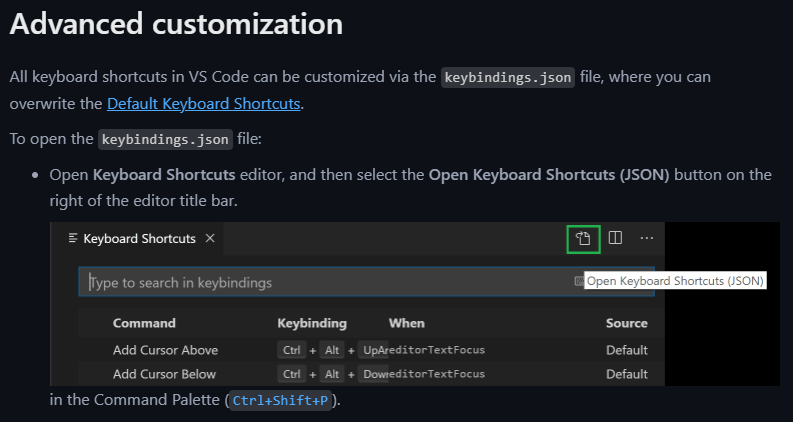 Advanced customization
All keyboard shortcuts in VS Code can be customized via the keybindings.json file, where you can
overwrite the Default Keyboard Shortcuts.
To open the keybindings.json file:
• Open Keyboard Shortcuts editor, and then select the Open Keyboard Shortcuts (JSON) button on the
right of the editor title bar.
Keyboard Shortcuts
Type to search in keybindings
Open Keyboard Shortcuts (JSON)
Command Keybinding When Source
Add Cursor Above Ctrl + Alt + UpAr editorTextFocus Default
Add Cursor Below Ctrl + Alt + Dow editorTextFocus Default
in the Command Palette (Ctrl+Shift+P).